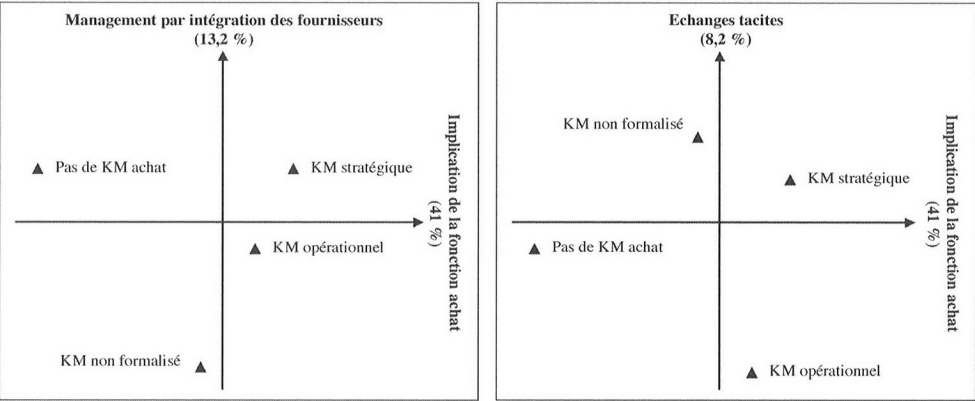 Management par intégration des fournisseurs
(13,2 %)
Pas de KM achat
KM stratégique
KM opérationnel
KM non formalisé
Implication de la fonction achat
(41 %)
Echanges tacites
(8,2 %)
KM non formalisé
KM stratégique
Pas de KM achat
KM opérationnel
Implication de la fonction achat
(41 %)